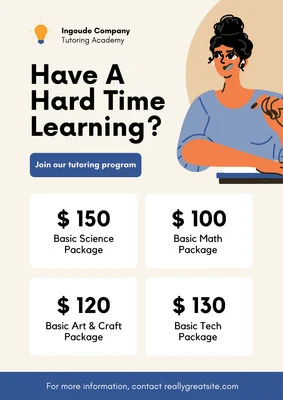 Ingoude Company
Tutoring Academy
Have A
Hard Time
Learning?
Join our tutoring program
$ 150
Basic Science
Package
$ 100
Basic Math
Package
$ 120
Basic Art & Craft
Package
$ 130
Basic Tech
Package
For more information, contact reallygreatsite.com